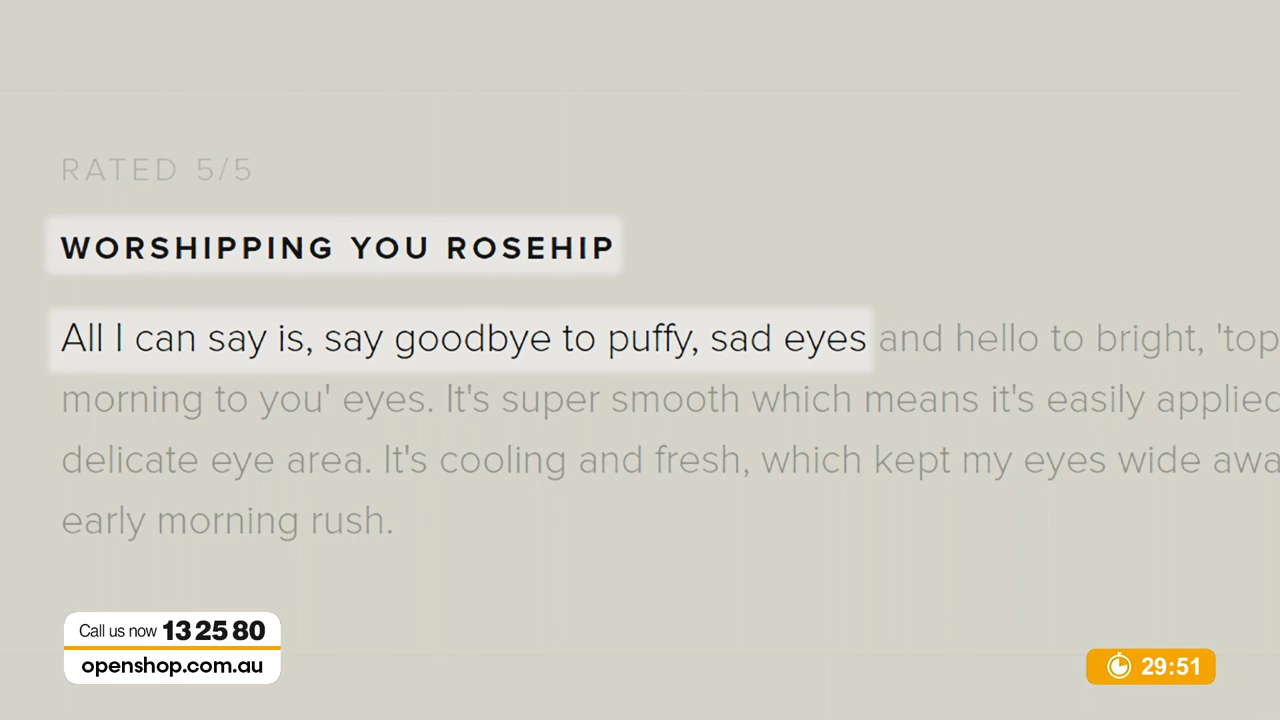 RATED 5/5
WORSHIPPING YOU ROSEHIP
All I can say is, say goodbye to puffy, sad eyes and hello to bright, 'top
morning to you' eyes. It's super smooth which means it's easily applied
delicate eye area. It's cooling and fresh, which kept my eyes wide awa
early morning rush.
Call us now 13 25 80
openshop.com.au
29:51